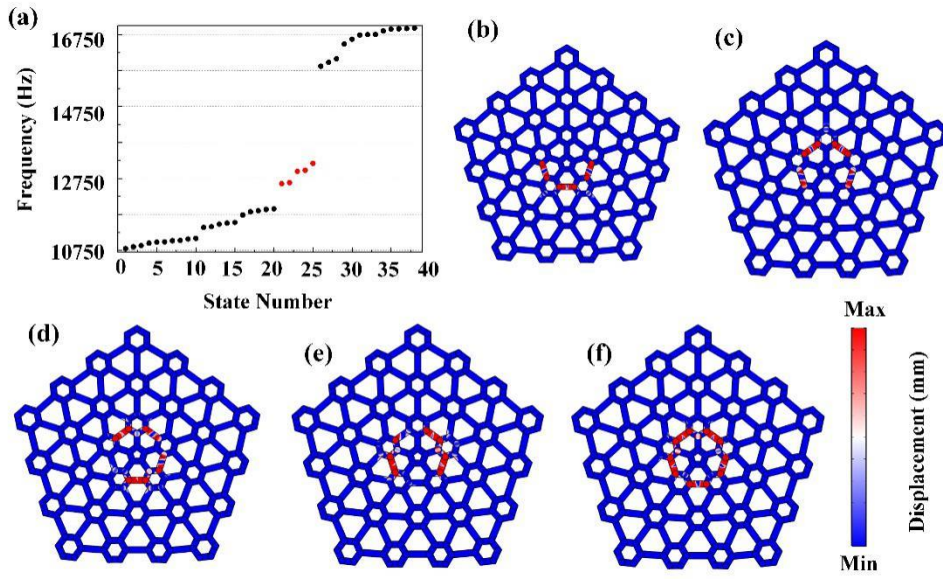 (a)
Frequency (Hz)
16750
14750
12750
10750
0 5 10 15 20 25 30 35 40
State Number
(b)
(c)
(d)
(e)
(f)
Max
Displacement (mm)
Min